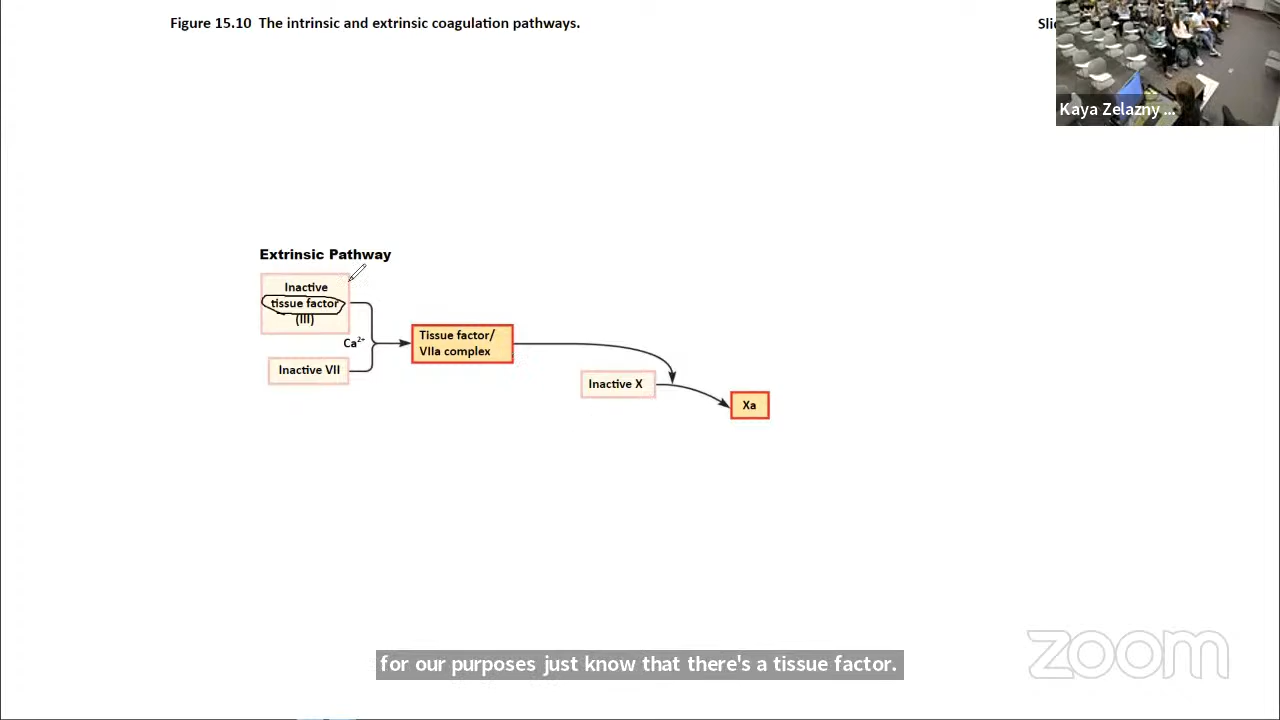 Figure 15.10 The intrinsic and extrinsic coagulation pathways.
Kaya Zelazny ...
Extrinsic Pathway
Inactive
tissue factor
(III)
Ca²⁺
Inactive VII
Tissue factor/
VIIa complex
Inactive X
Xa
for our purposes just know that there's a tissue factor.
zoom